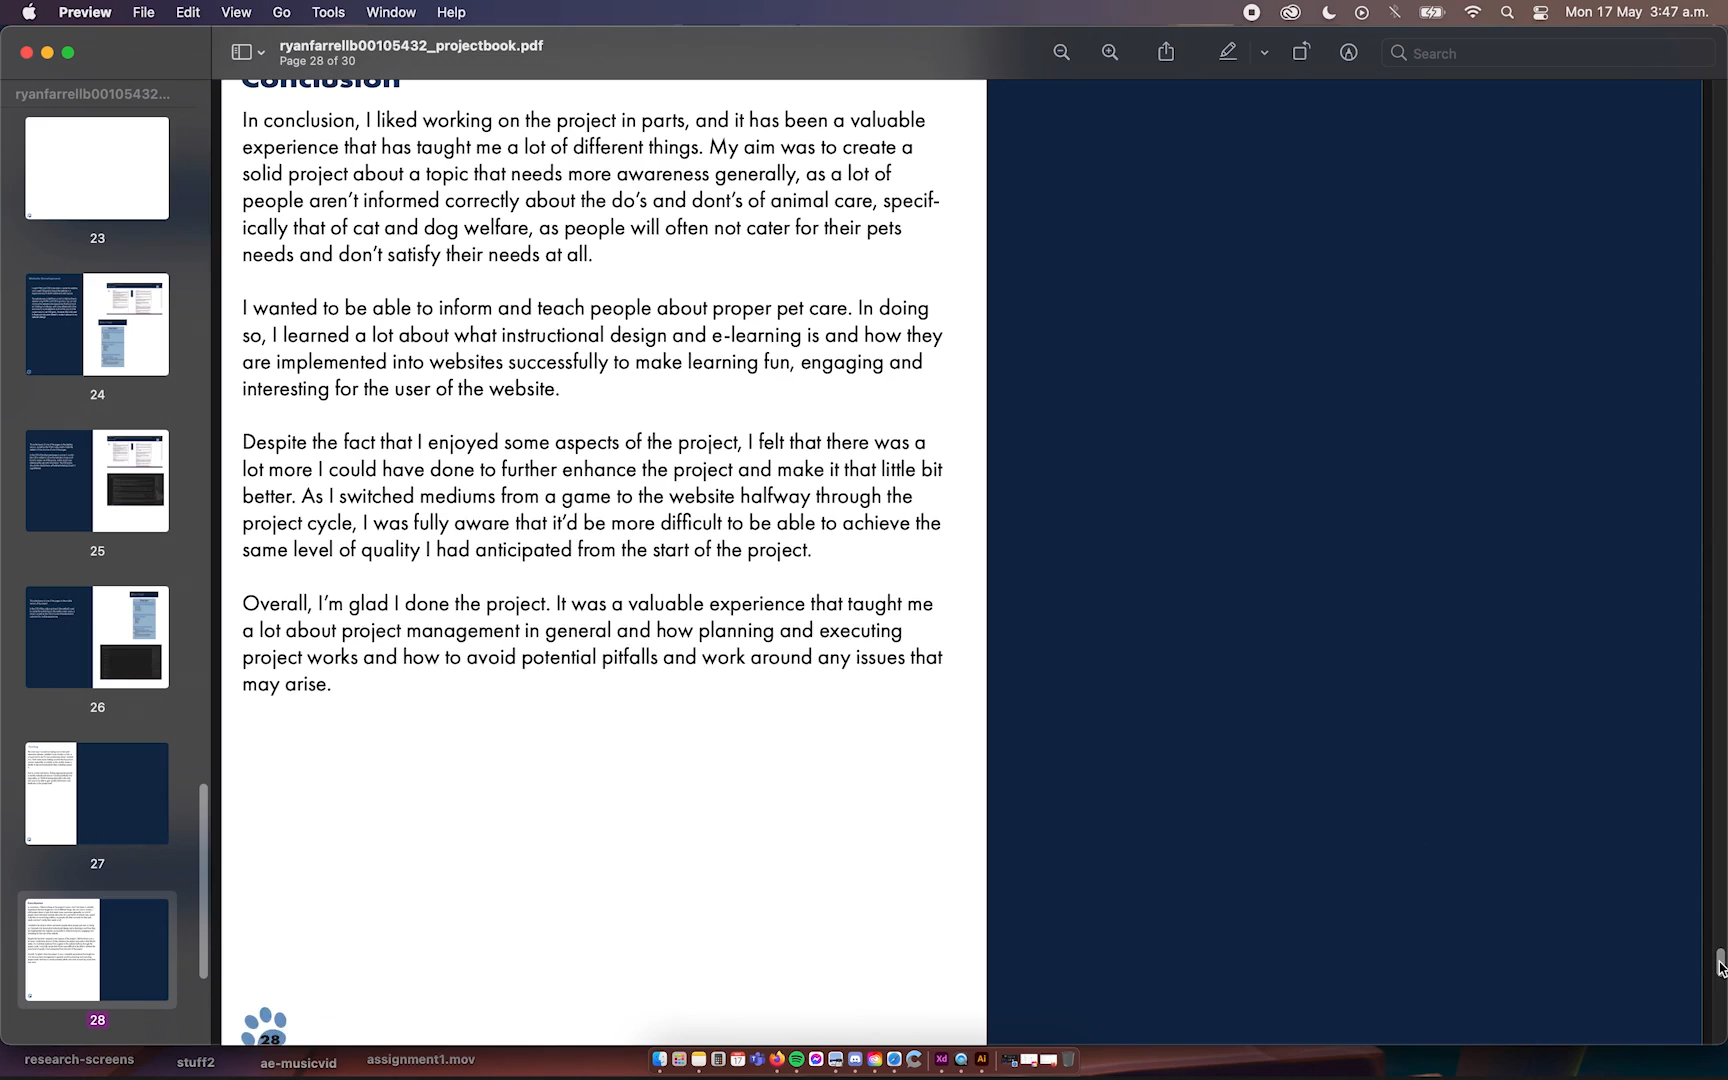 Preview File Edit View Go Tools Window Help
Mon 17 May 3:47 a.m.
ryanfarrellb00105432_projectbook.pdf
Page 28 of 30
Search
ryanfarrellb00105432...
23
24
25
26
27
28
Conclusion
In conclusion, I liked working on the project in parts, and it has been a valuable
experience that has taught me a lot of different things. My aim was to create a
solid project about a topic that needs more awareness generally, as a lot of
people aren't informed correctly about the do's and dont's of animal care, specif-
ically that of cat and dog welfare, as people will often not cater for their pets
needs and don't satisfy their needs at all.
I wanted to be able to inform and teach people about proper pet care. In doing
so, I learned a lot about what instructional design and e-learning is and how they
are implemented into websites successfully to make learning fun, engaging and
interesting for the user of the website.
Despite the fact that I enjoyed some aspects of the project, I felt that there was a
lot more I could have done to further enhance the project and make it that little bit
better. As I switched mediums from a game to the website halfway through the
project cycle, I was fully aware that it'd be more difficult to be able to achieve the
same level of quality I had anticipated from the start of the project.
Overall, I'm glad I done the project. It was a valuable experience that taught me
a lot about project management in general and how planning and executing
project works and how to avoid potential pitfalls and work around any issues that
may arise.
28
research-screens
stuff2
ae-musicvid
assignment1.mov
17
Xd
Ai